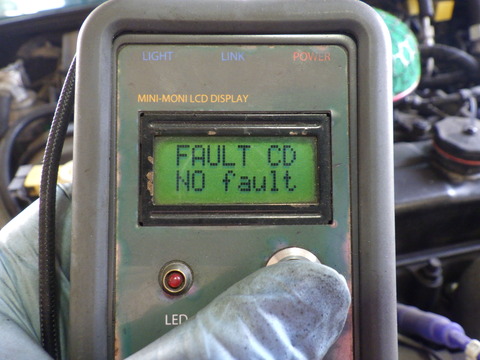 LIGHT LINK POWER
MINI-MONI LCD DISPLAY
FAULT CD
NO fault
LED